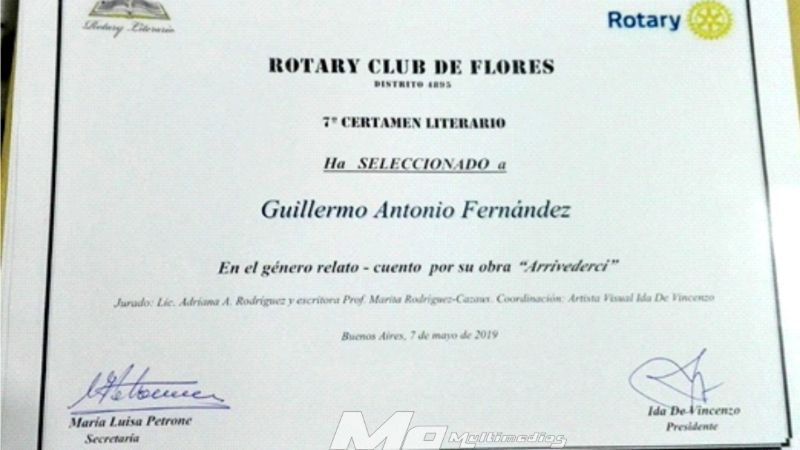 Rotary Literario
Rotary
ROTARY CLUB DE FLORES
DISTRITO 4895
7º CERTAMEN LITERARIO
Ha SELECCIONADO a
Guillermo Antonio Fernández
En el género relato - cuento por su obra “Arrivederci”
Jurado: Lic. Adriana A. Rodríguez y escritora Prof. Marita Rodríguez-Cazaux. Coordinación: Artista Visual Ida De Vincenzo
Buenos Aires, 7 de mayo de 2019
María Luisa Petrone
Secretaria
Ida De Vincenzo
Presidente
Mo Multimedios